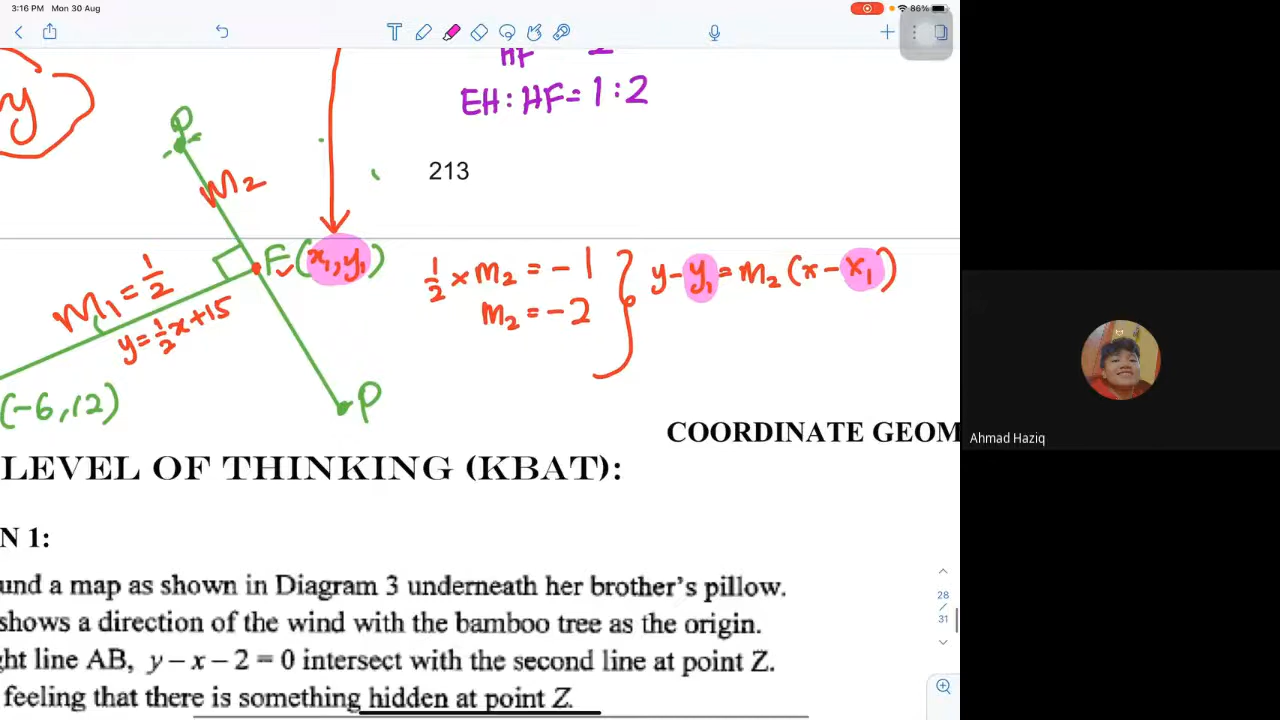 3:16 PM Mon 30 Aug
86%
T
HF
EH : HF = 1 : 2
y
Q
213
M2
F (x1, y1)
M1 = 1/2
y = 1/2 x + 15
1/2 × m2 = -1
m2 = -2
y - y1 = m2 (x - x1)
(-6, 12)
P
Ahmad Haziq
COORDINATE GEOM
LEVEL OF THINKING (KBAT):
N 1:
und a map as shown in Diagram 3 underneath her brother's pillow.
shows a direction of the wind with the bamboo tree as the origin.
ght line AB, y – x – 2 = 0 intersect with the second line at point Z.
feeling that there is something hidden at point Z.
28
/
31